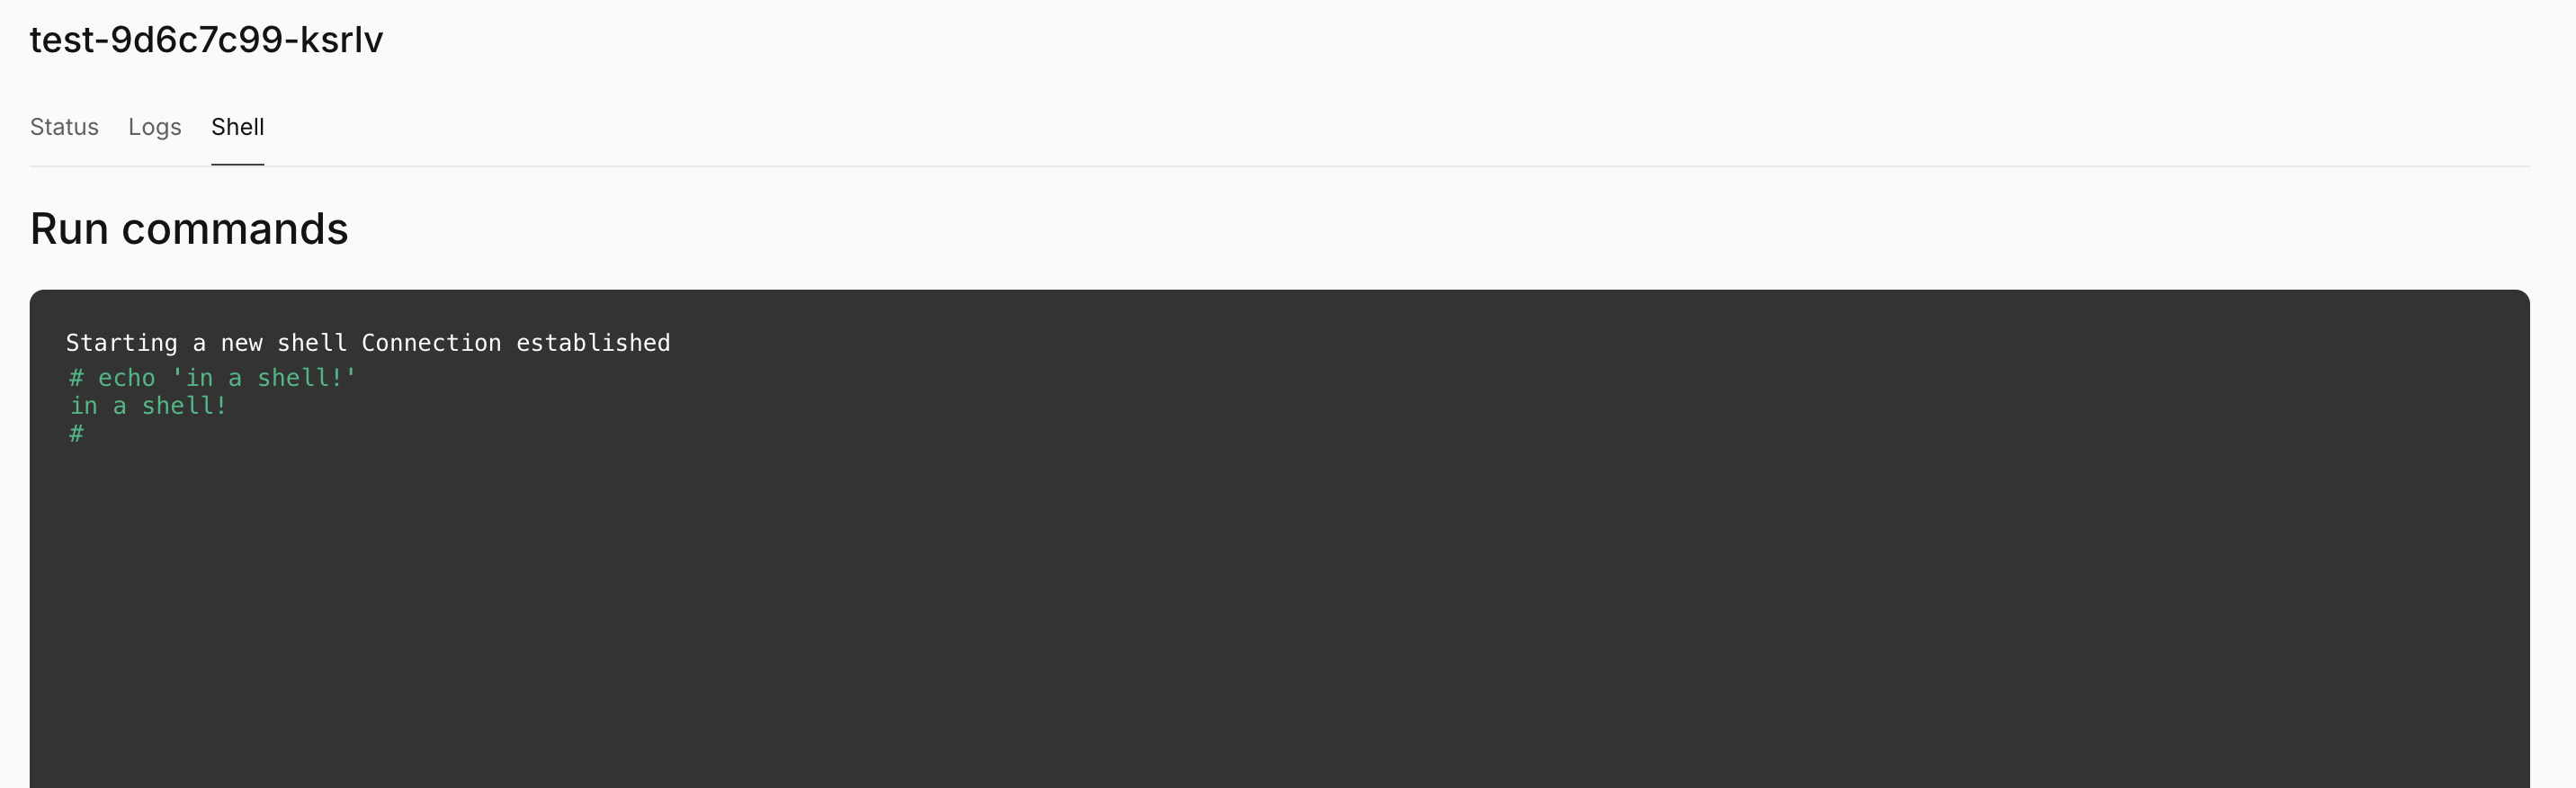 test-9d6c7c99-ksrlv
Status Logs Shell
Run commands
Starting a new shell Connection established
# echo 'in a shell!'
in a shell!
#